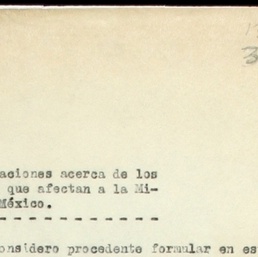 aciones acerca de los
que afectan a la Mi-
México.
- - - - - - - - - - - - -
onsidero procedente formular en es